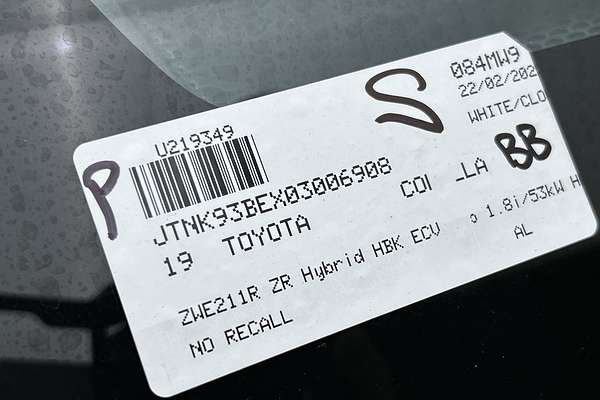 U219349
084MW9
22/02/202
WHITE/CLO
S
P
BB
JTNK93BEX03006908
19 TOYOTA
ZWE211R ZR Hybrid HBK ECV
1.8i/53kW H
AL
NO RECALL